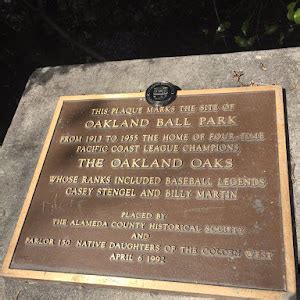 THIS PLAQUE MARKS THE SITE OF
OAKLAND BALL PARK
FROM 1913 TO 1955 THE HOME OF FOUR-TIME
PACIFIC COAST LEAGUE CHAMPIONS,
THE OAKLAND OAKS
WHOSE RANKS INCLUDED BASEBALL LEGENDS
CASEY STENGEL AND BILLY MARTIN
PLACED BY
THE ALAMEDA COUNTY HISTORICAL SOCIETY
AND
PARLOR 150 NATIVE DAUGHTERS OF THE GOLDEN WEST
APRIL 6 1992